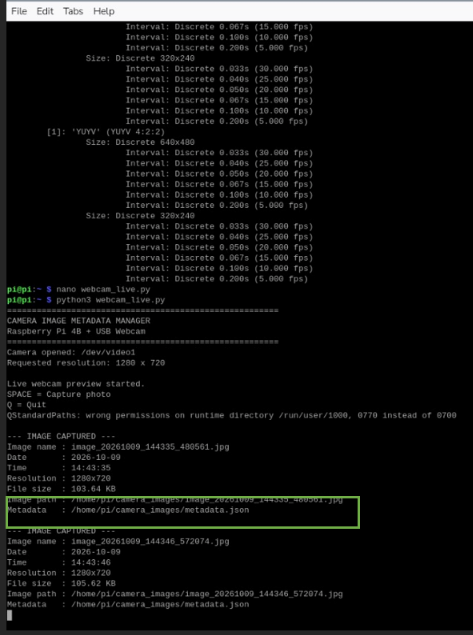 File Edit Tabs Help
Interval: Discrete 0.067s (15.000 fps)
Interval: Discrete 0.100s (10.000 fps)
Interval: Discrete 0.200s (5.000 fps)
Size: Discrete 320x240
Interval: Discrete 0.033s (30.000 fps)
Interval: Discrete 0.040s (25.000 fps)
Interval: Discrete 0.050s (20.000 fps)
Interval: Discrete 0.067s (15.000 fps)
Interval: Discrete 0.100s (10.000 fps)
Interval: Discrete 0.200s (5.000 fps)
[1]: 'YUYV' (YUYV 4:2:2)
Size: Discrete 640x480
Interval: Discrete 0.033s (30.000 fps)
Interval: Discrete 0.040s (25.000 fps)
Interval: Discrete 0.050s (20.000 fps)
Interval: Discrete 0.067s (15.000 fps)
Interval: Discrete 0.100s (10.000 fps)
Interval: Discrete 0.200s (5.000 fps)
Size: Discrete 320x240
Interval: Discrete 0.033s (30.000 fps)
Interval: Discrete 0.040s (25.000 fps)
Interval: Discrete 0.050s (20.000 fps)
Interval: Discrete 0.067s (15.000 fps)
Interval: Discrete 0.100s (10.000 fps)
Interval: Discrete 0.200s (5.000 fps)
pi@pi:~ $ nano webcam_live.py
pi@pi:~ $ python3 webcam_live.py
=======================================================
CAMERA IMAGE METADATA MANAGER
Raspberry Pi 4B + USB Webcam
=======================================================
Camera opened: /dev/video1
Requested resolution: 1280 x 720
Live webcam preview started.
SPACE = Capture photo
Q = Quit
QStandardPaths: wrong permissions on runtime directory /run/user/1000, 0770 instead of 0700
--- IMAGE CAPTURED ---
Image name : image_20261009_144335_480561.jpg
Date : 2026-10-09
Time : 14:43:35
Resolution : 1280x720
File size : 103.64 KB
Image path : /home/pi/camera_images/image_20261009_144335_480561.jpg
Metadata : /home/pi/camera_images/metadata.json
--- IMAGE CAPTURED ---
Image name : image_20261009_144346_572074.jpg
Date : 2026-10-09
Time : 14:43:46
Resolution : 1280x720
File size : 105.62 KB
Image path : /home/pi/camera_images/image_20261009_144346_572074.jpg
Metadata : /home/pi/camera_images/metadata.json